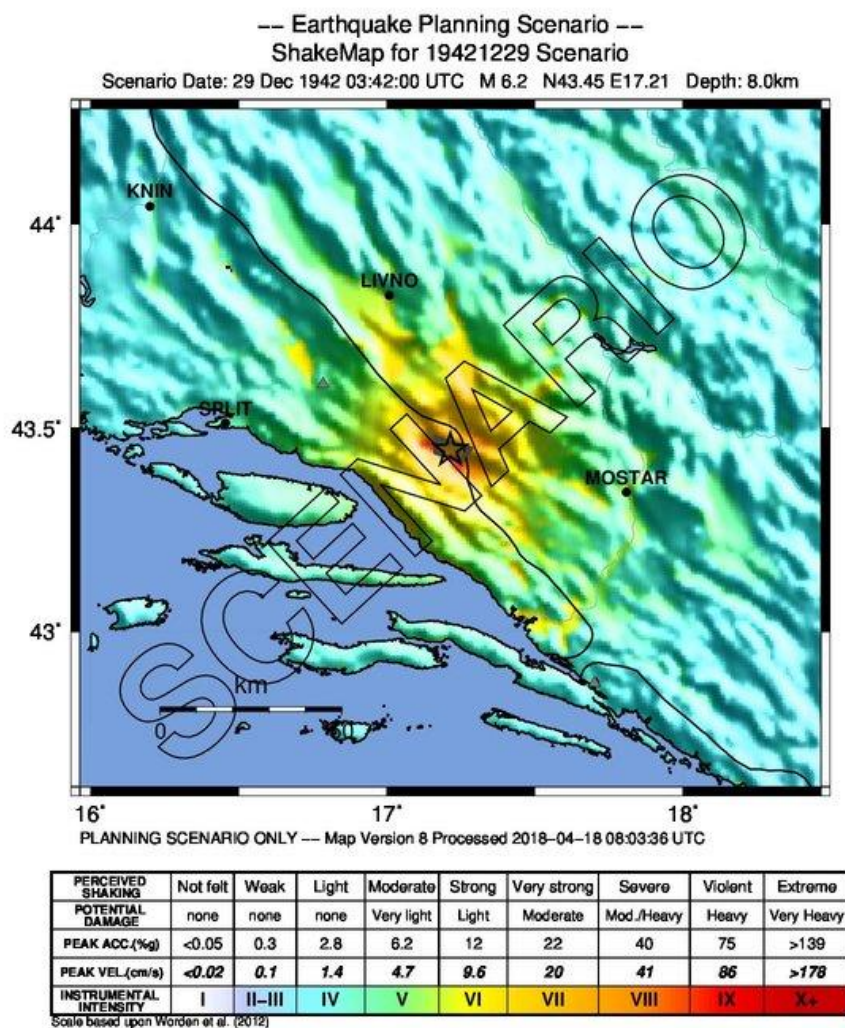 -- Earthquake Planning Scenario --
ShakeMap for 19421229 Scenario
Scenario Date: 29 Dec 1942 03:42:00 UTC M 6.2 N43.45 E17.21 Depth: 8.0km
KNIN
44°
LIVNO
SPLIT
43.5°
MOSTAR
43°
SCENARIO
km
0 50
16° 17° 18°
PLANNING SCENARIO ONLY -- Map Version 8 Processed 2018-04-18 08:03:36 UTC
PERCEIVED SHAKING Not felt Weak Light Moderate Strong Very strong Severe Violent Extreme
POTENTIAL DAMAGE none none none Very light Light Moderate Mod./Heavy Heavy Very Heavy
PEAK ACC.(%g) <0.05 0.3 2.8 6.2 12 22 40 75 >139
PEAK VEL.(cm/s) <0.02 0.1 1.4 4.7 9.6 20 41 86 >178
INSTRUMENTAL INTENSITY I II-III IV V VI VII VIII IX X+
Scale based upon Worden et al. (2012)